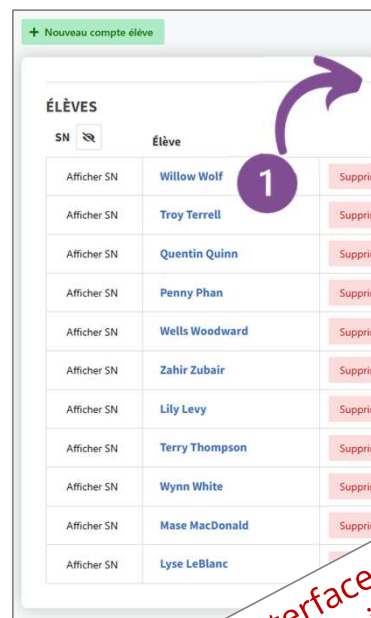 + Nouveau compte élève
ÉLÈVES
SN
Élève
1
Afficher SN Willow Wolf
Afficher SN Troy Terrell
Afficher SN Quentin Quinn
Afficher SN Penny Phan
Afficher SN Wells Woodward
Afficher SN Zahir Zubair
Afficher SN Lily Levy
Afficher SN Terry Thompson
Afficher SN Wynn White
Afficher SN Mase MacDonald
Afficher SN Lyse LeBlanc